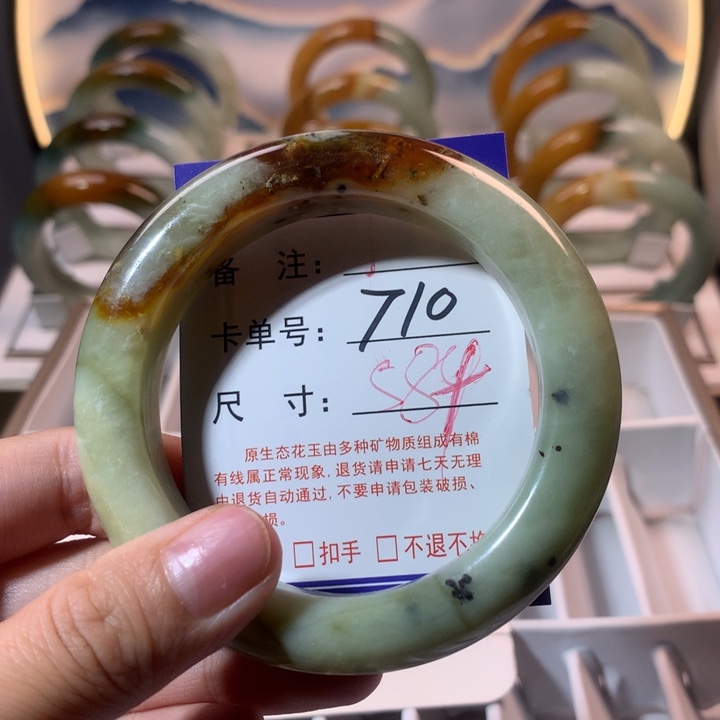 备 注：
卡单号：710
尺 寸：584
原生态花玉由多种矿物质组成有棉
有线属正常现象，退货请申请七天无理
由退货自动通过，不要申请包装破损、
损。
□扣手 □不退不换